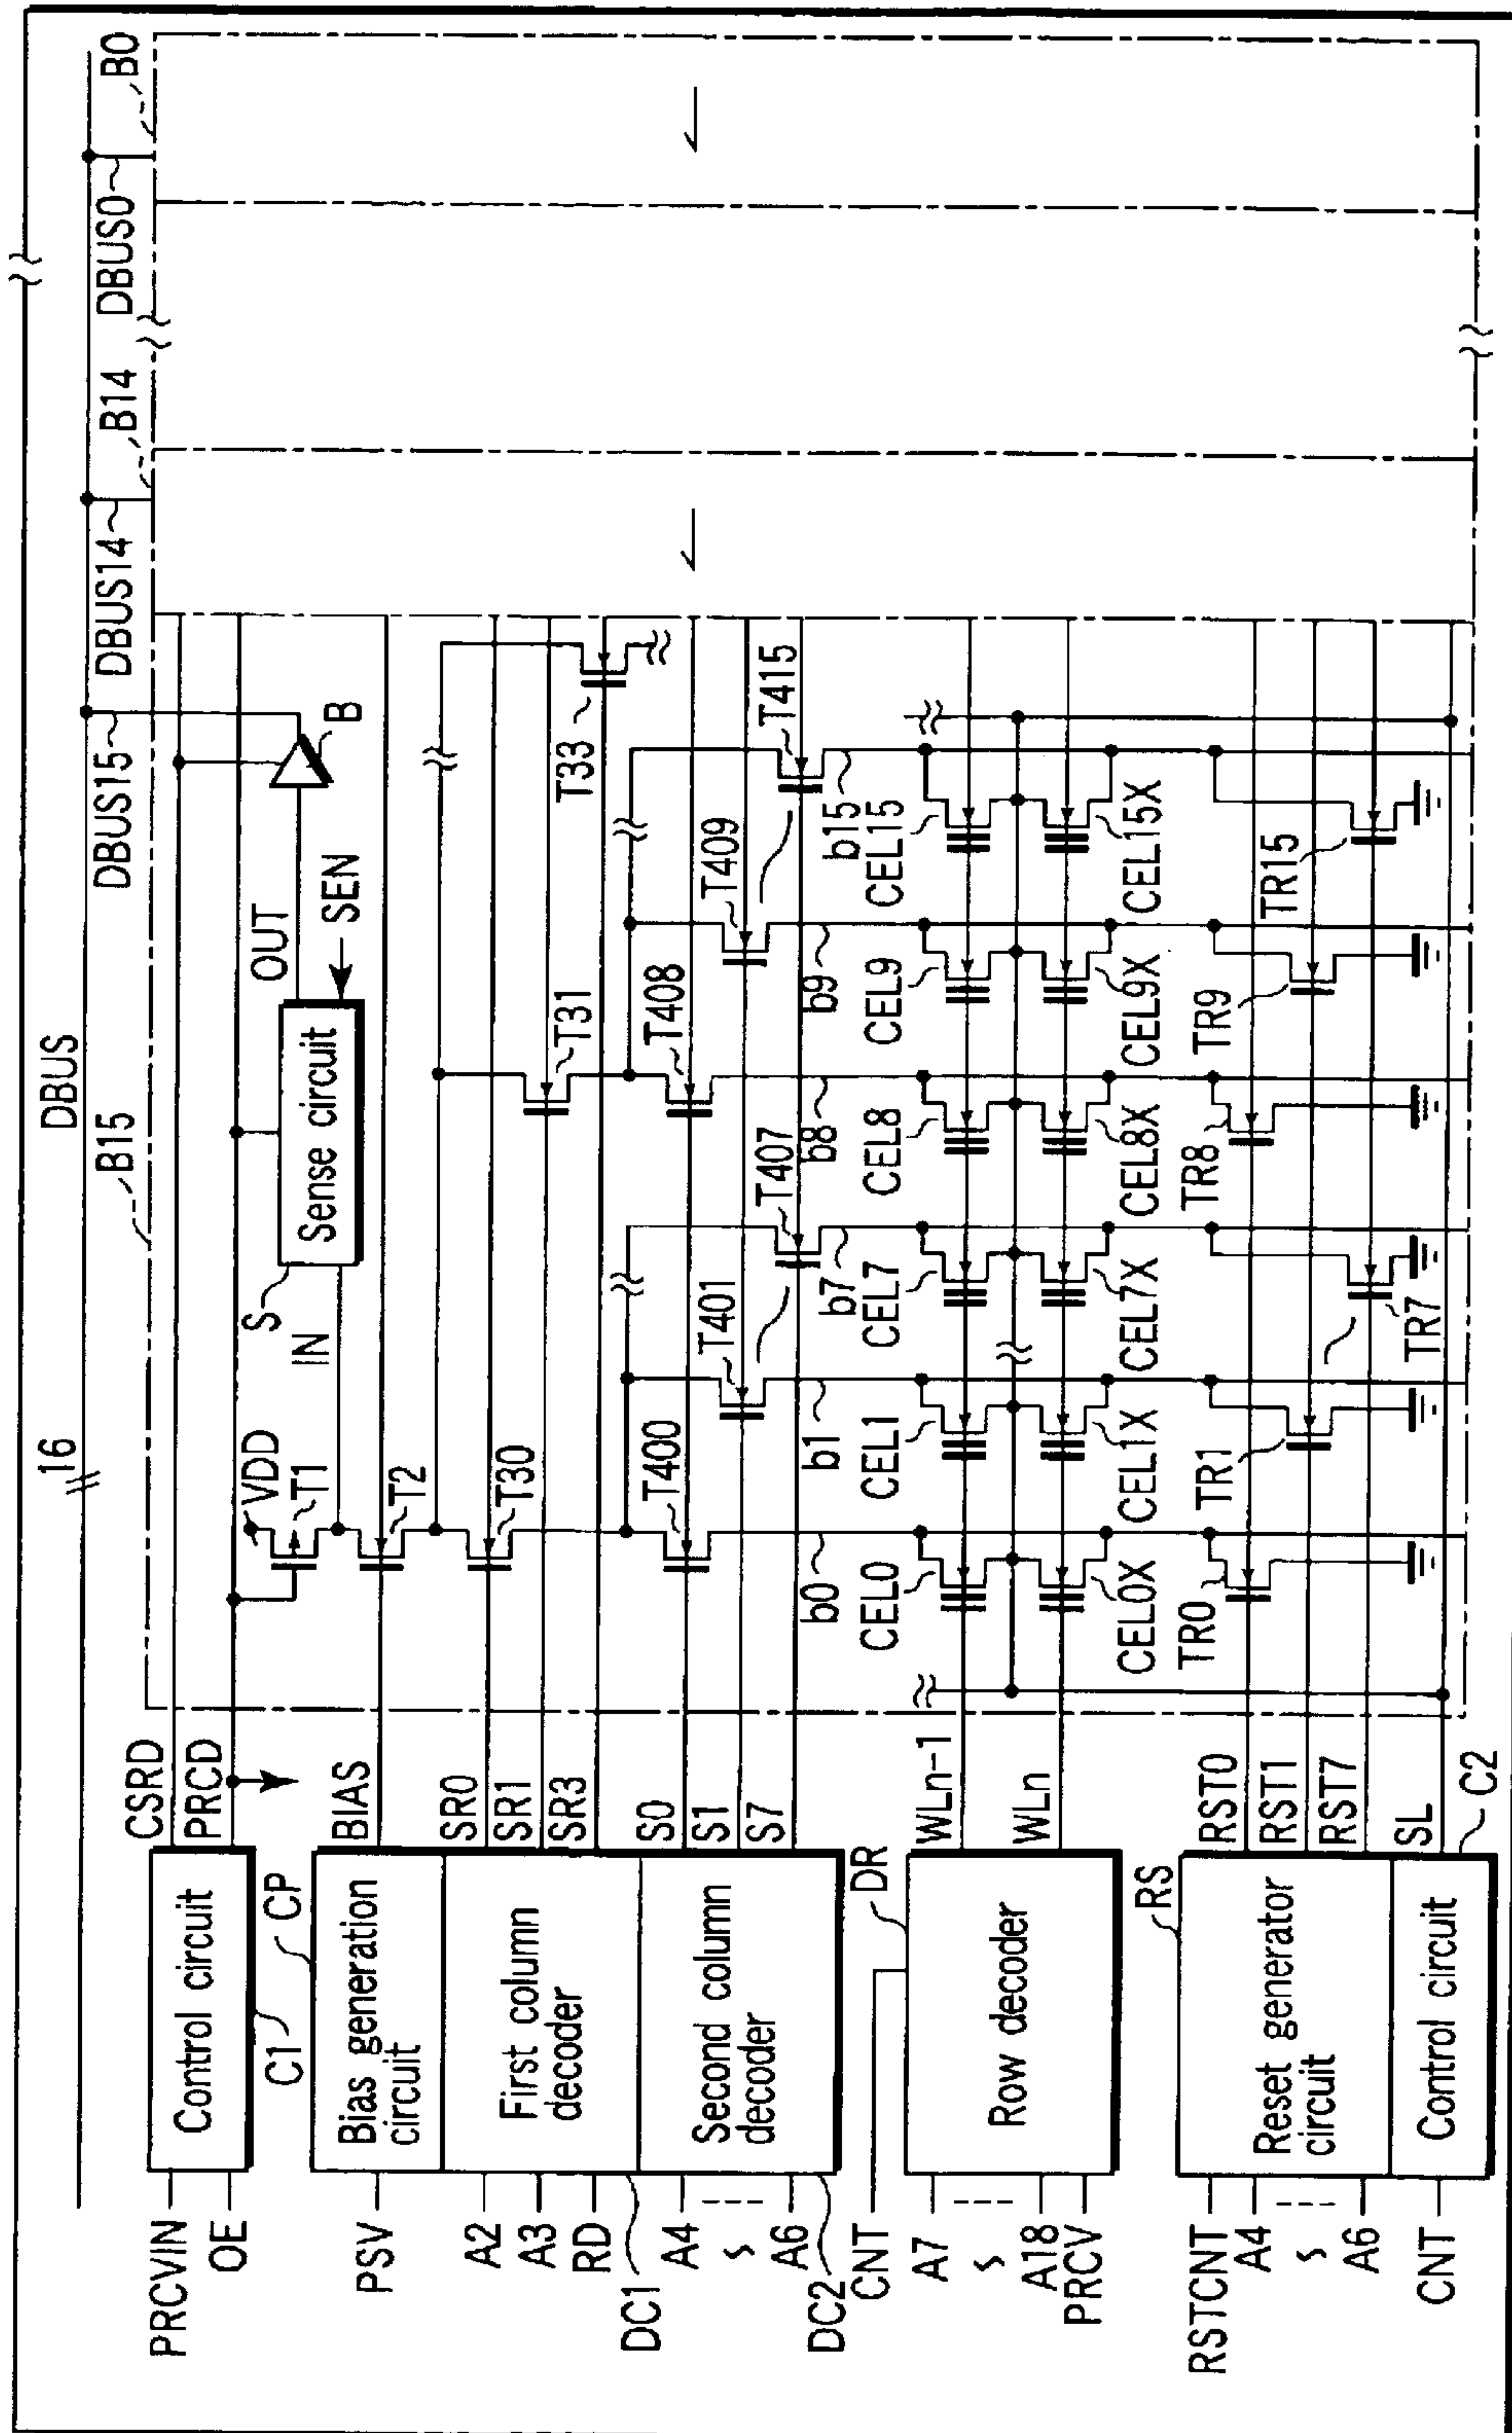 DBUS
16
B15
DBUS15
DBUS14
B14
DBUS0
B0
PRCVIN
OE
Control circuit
C1
CSRD
PRCD
VDD
T1
IN
S
Sense circuit
OUT
SEN
B
PSV
Bias generation
circuit
CP
BIAS
T2
A2
A3
RD
First column
decoder
DC1
SR0
SR1
SR3
T30
T31
T33
A4
S
A6
Second column
decoder
DC2
S0
S1
S7
T400
T401
T407
T408
T409
T415
b0
b1
b7
b8
b9
b15
CNT
DR
A7
S
A18
PRCV
Row decoder
WLn-1
WLn
CEL0
CEL1
CEL7
CEL8
CEL9
CEL15
CEL0X
CEL1X
CEL7X
CEL8X
CEL9X
CEL15X
RSTCNT
A4
S
A6
Reset generator
circuit
RS
RST0
RST1
RST7
TR0
TR1
TR7
TR8
TR9
TR15
CNT
Control circuit
SL
C2